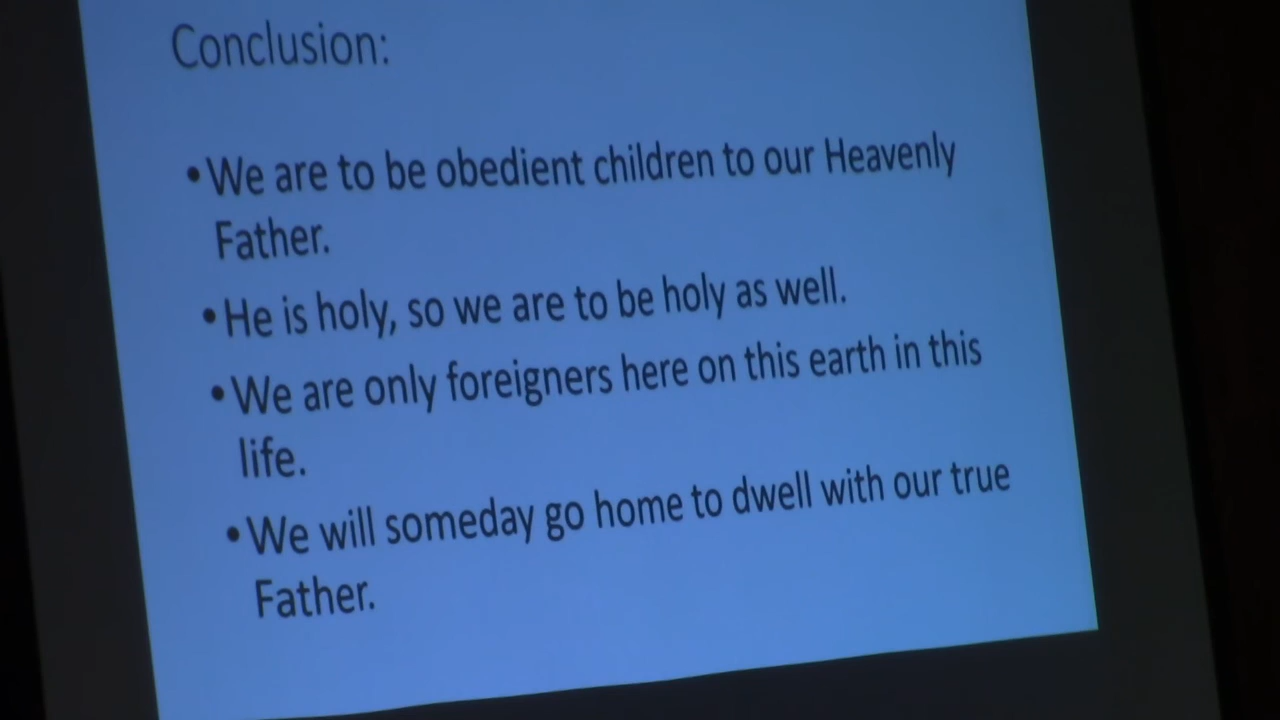 Conclusion:
•We are to be obedient children to our Heavenly
Father.
•He is holy, so we are to be holy as well.
•We are only foreigners here on this earth in this
life.
•We will someday go home to dwell with our true
Father.